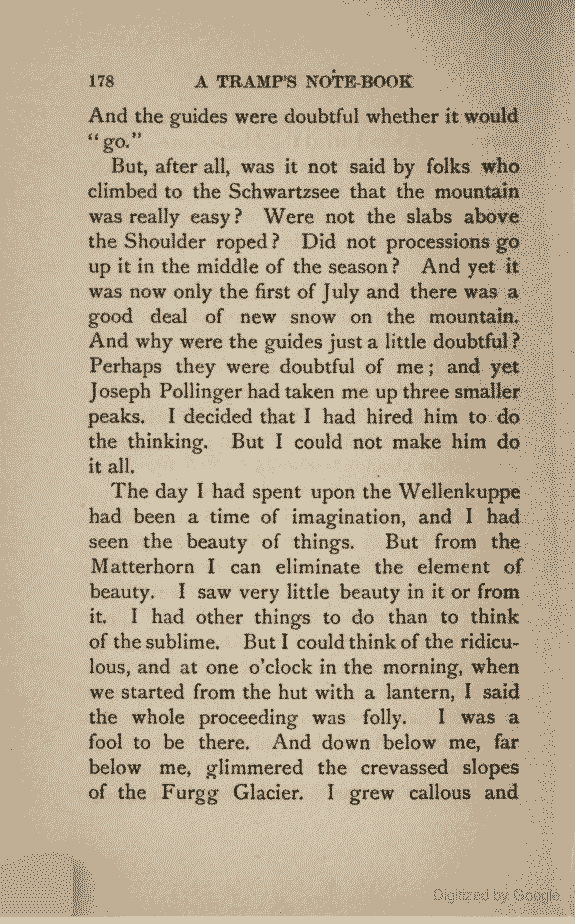 178 A TRAMP'S NOTE-BOOK
And the guides were doubtful whether it would
“go.”
But, after all, was it not said by folks who
climbed to the Schwartzsee that the mountain
was really easy? Were not the slabs above
the Shoulder roped? Did not processions go
up it in the middle of the season? And yet it
was now only the first of July and there was a
good deal of new snow on the mountain.
And why were the guides just a little doubtful?
Perhaps they were doubtful of me; and yet
Joseph Pollinger had taken me up three smaller
peaks. I decided that I had hired him to do
the thinking. But I could not make him do
it all.
The day I had spent upon the Wellenkuppe
had been a time of imagination, and I had
seen the beauty of things. But from the
Matterhorn I can eliminate the element of
beauty. I saw very little beauty in it or from
it. I had other things to do than to think
of the sublime. But I could think of the ridicu-
lous, and at one o'clock in the morning, when
we started from the hut with a lantern, I said
the whole proceeding was folly. I was a
fool to be there. And down below me, far
below me, glimmered the crevassed slopes
of the Furgg Glacier. I grew callous and
Digitized by Google